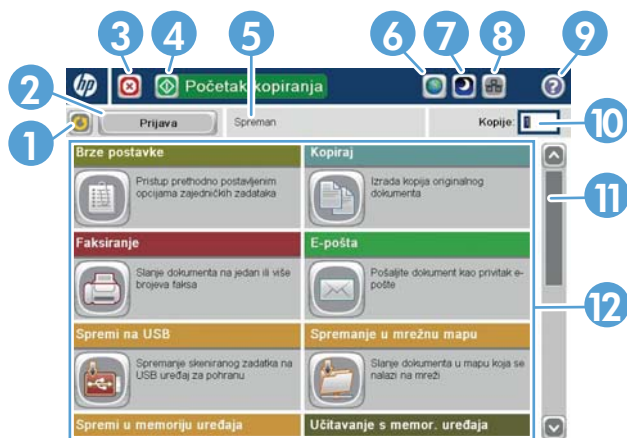 3 4 5 6 7 8 9
hp Početak kopiranja ?
2 Prijava Spreman Kopije: 10
1
Brze postavke Kopiraj
Pristup prethodno postavljenim opcijama zajedničkih zadataka
Izrada kopija originalnog dokumenta
11
Faksiranje E-pošta
Slanje dokumenta na jedan ili više brojeva faksa
Pošaljite dokument kao privitak e-pošte
12
Spremi na USB Spremanje u mrežnu mapu
Spremanje skeniranog zadatka na USB uređaj za pohranu
Slanje dokumenta u mapu koja se nalazi na mreži
Spremi u memoriju uređaja Učitavanje s memor. uređaja